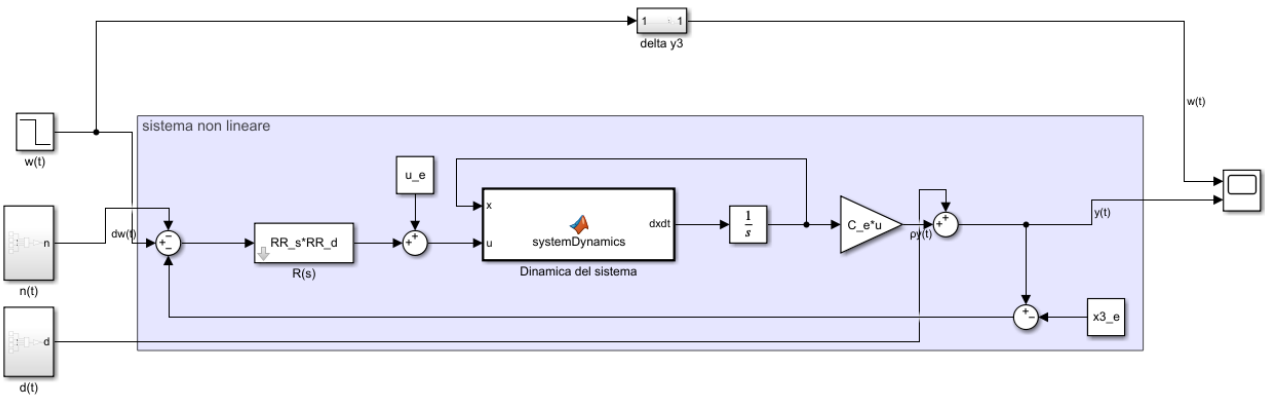 1 1
delta y3
w(t)
sistema non lineare
w(t)
u_e
x
dxdt
1
s
C_e*u
y(t)
n
dw(t)
RR_s*RR_d
u
systemDynamics
ρy(t)
R(s)
Dinamica del sistema
n(t)
x3_e
d
d(t)